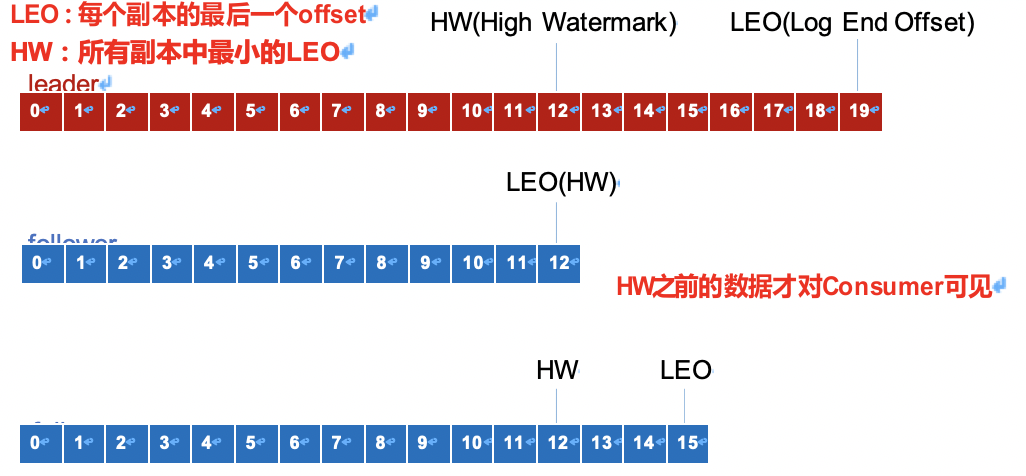 LEO：每个副本的最后一个offset
HW(High Watermark)
LEO(Log End Offset)
HW：所有副本中最小的LEO
leader
0 1 2 3 4 5 6 7 8 9 10 11 12 13 14 15 16 17 18 19
LEO(HW)
follower
0 1 2 3 4 5 6 7 8 9 10 11 12
HW之前的数据才对Consumer可见
HW
LEO
0 1 2 3 4 5 6 7 8 9 10 11 12 13 14 15